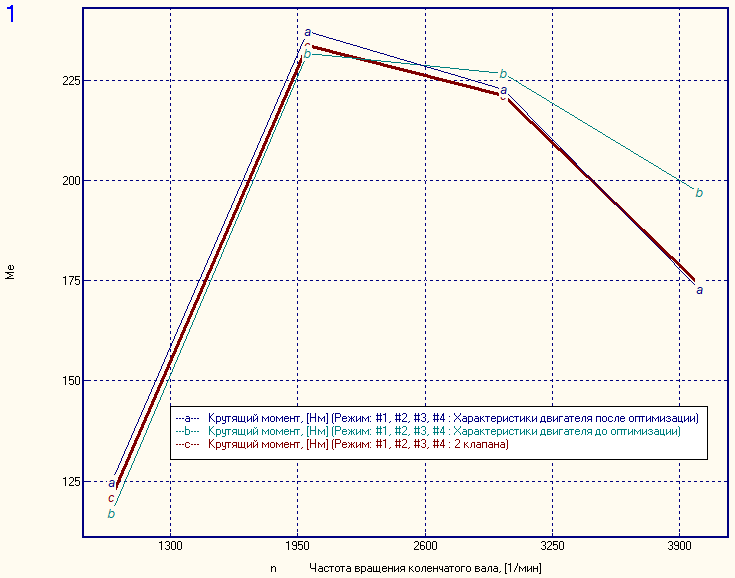 1
a
c
b
b
b
a
c
225
200
b
Me
175
a
150
---a--- Крутящий момент, [Нм] (Режим: #1, #2, #3, #4 : Характеристики двигателя после оптимизации)
---b--- Крутящий момент, [Нм] (Режим: #1, #2, #3, #4 : Характеристики двигателя до оптимизации)
---c--- Крутящий момент, [Нм] (Режим: #1, #2, #3, #4 : 2 клапана)
125
a
c
b
1300 1950 2600 3250 3900
n Частота вращения коленчатого вала, [1/мин]